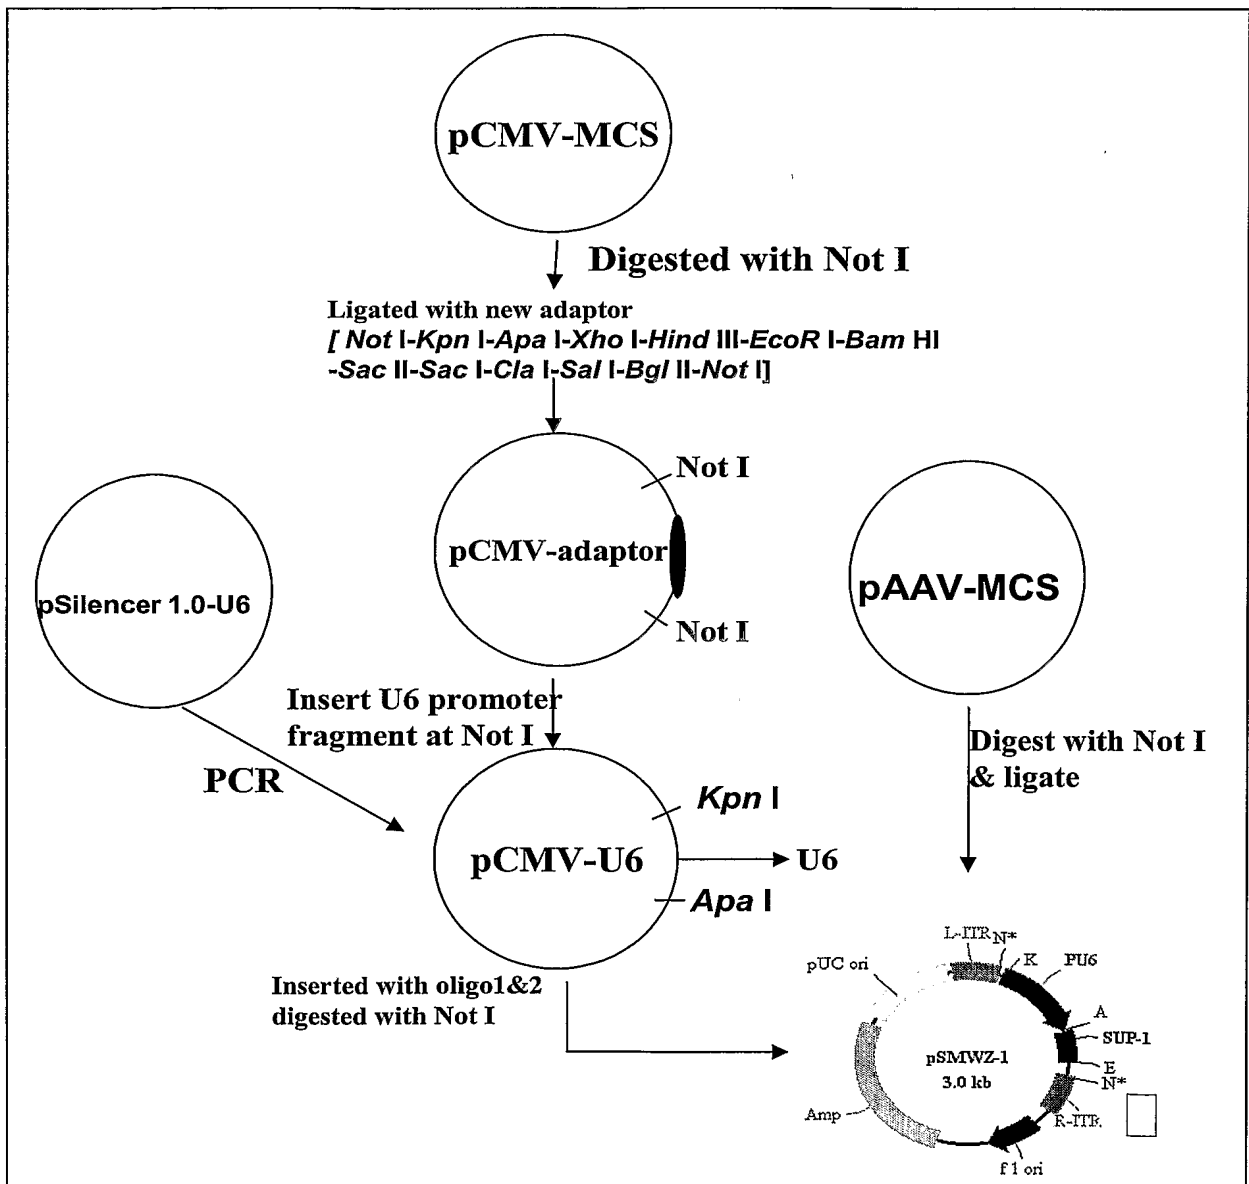 pCMV-MCS
Digested with Not I
Ligated with new adaptor
[ Not I-Kpn I-Apa I-Xho I-Hind III-EcoR I-Bam HI
-Sac II-Sac I-Cla I-Sal I-Bgl II-Not I]
Not I
pCMV-adaptor
Not I
pSilencer 1.0-U6
pAAV-MCS
Insert U6 promoter
fragment at Not I
PCR
Digest with Not I
& ligate
Kpn I
pCMV-U6
U6
Apa I
Inserted with oligo1&2
digested with Not I
L-ITR
N*
K
PU6
pUC ori
A
SUP-1
E
N*
R-ITR
pSMWZ-1
3.0 kb
Amp
f1 ori